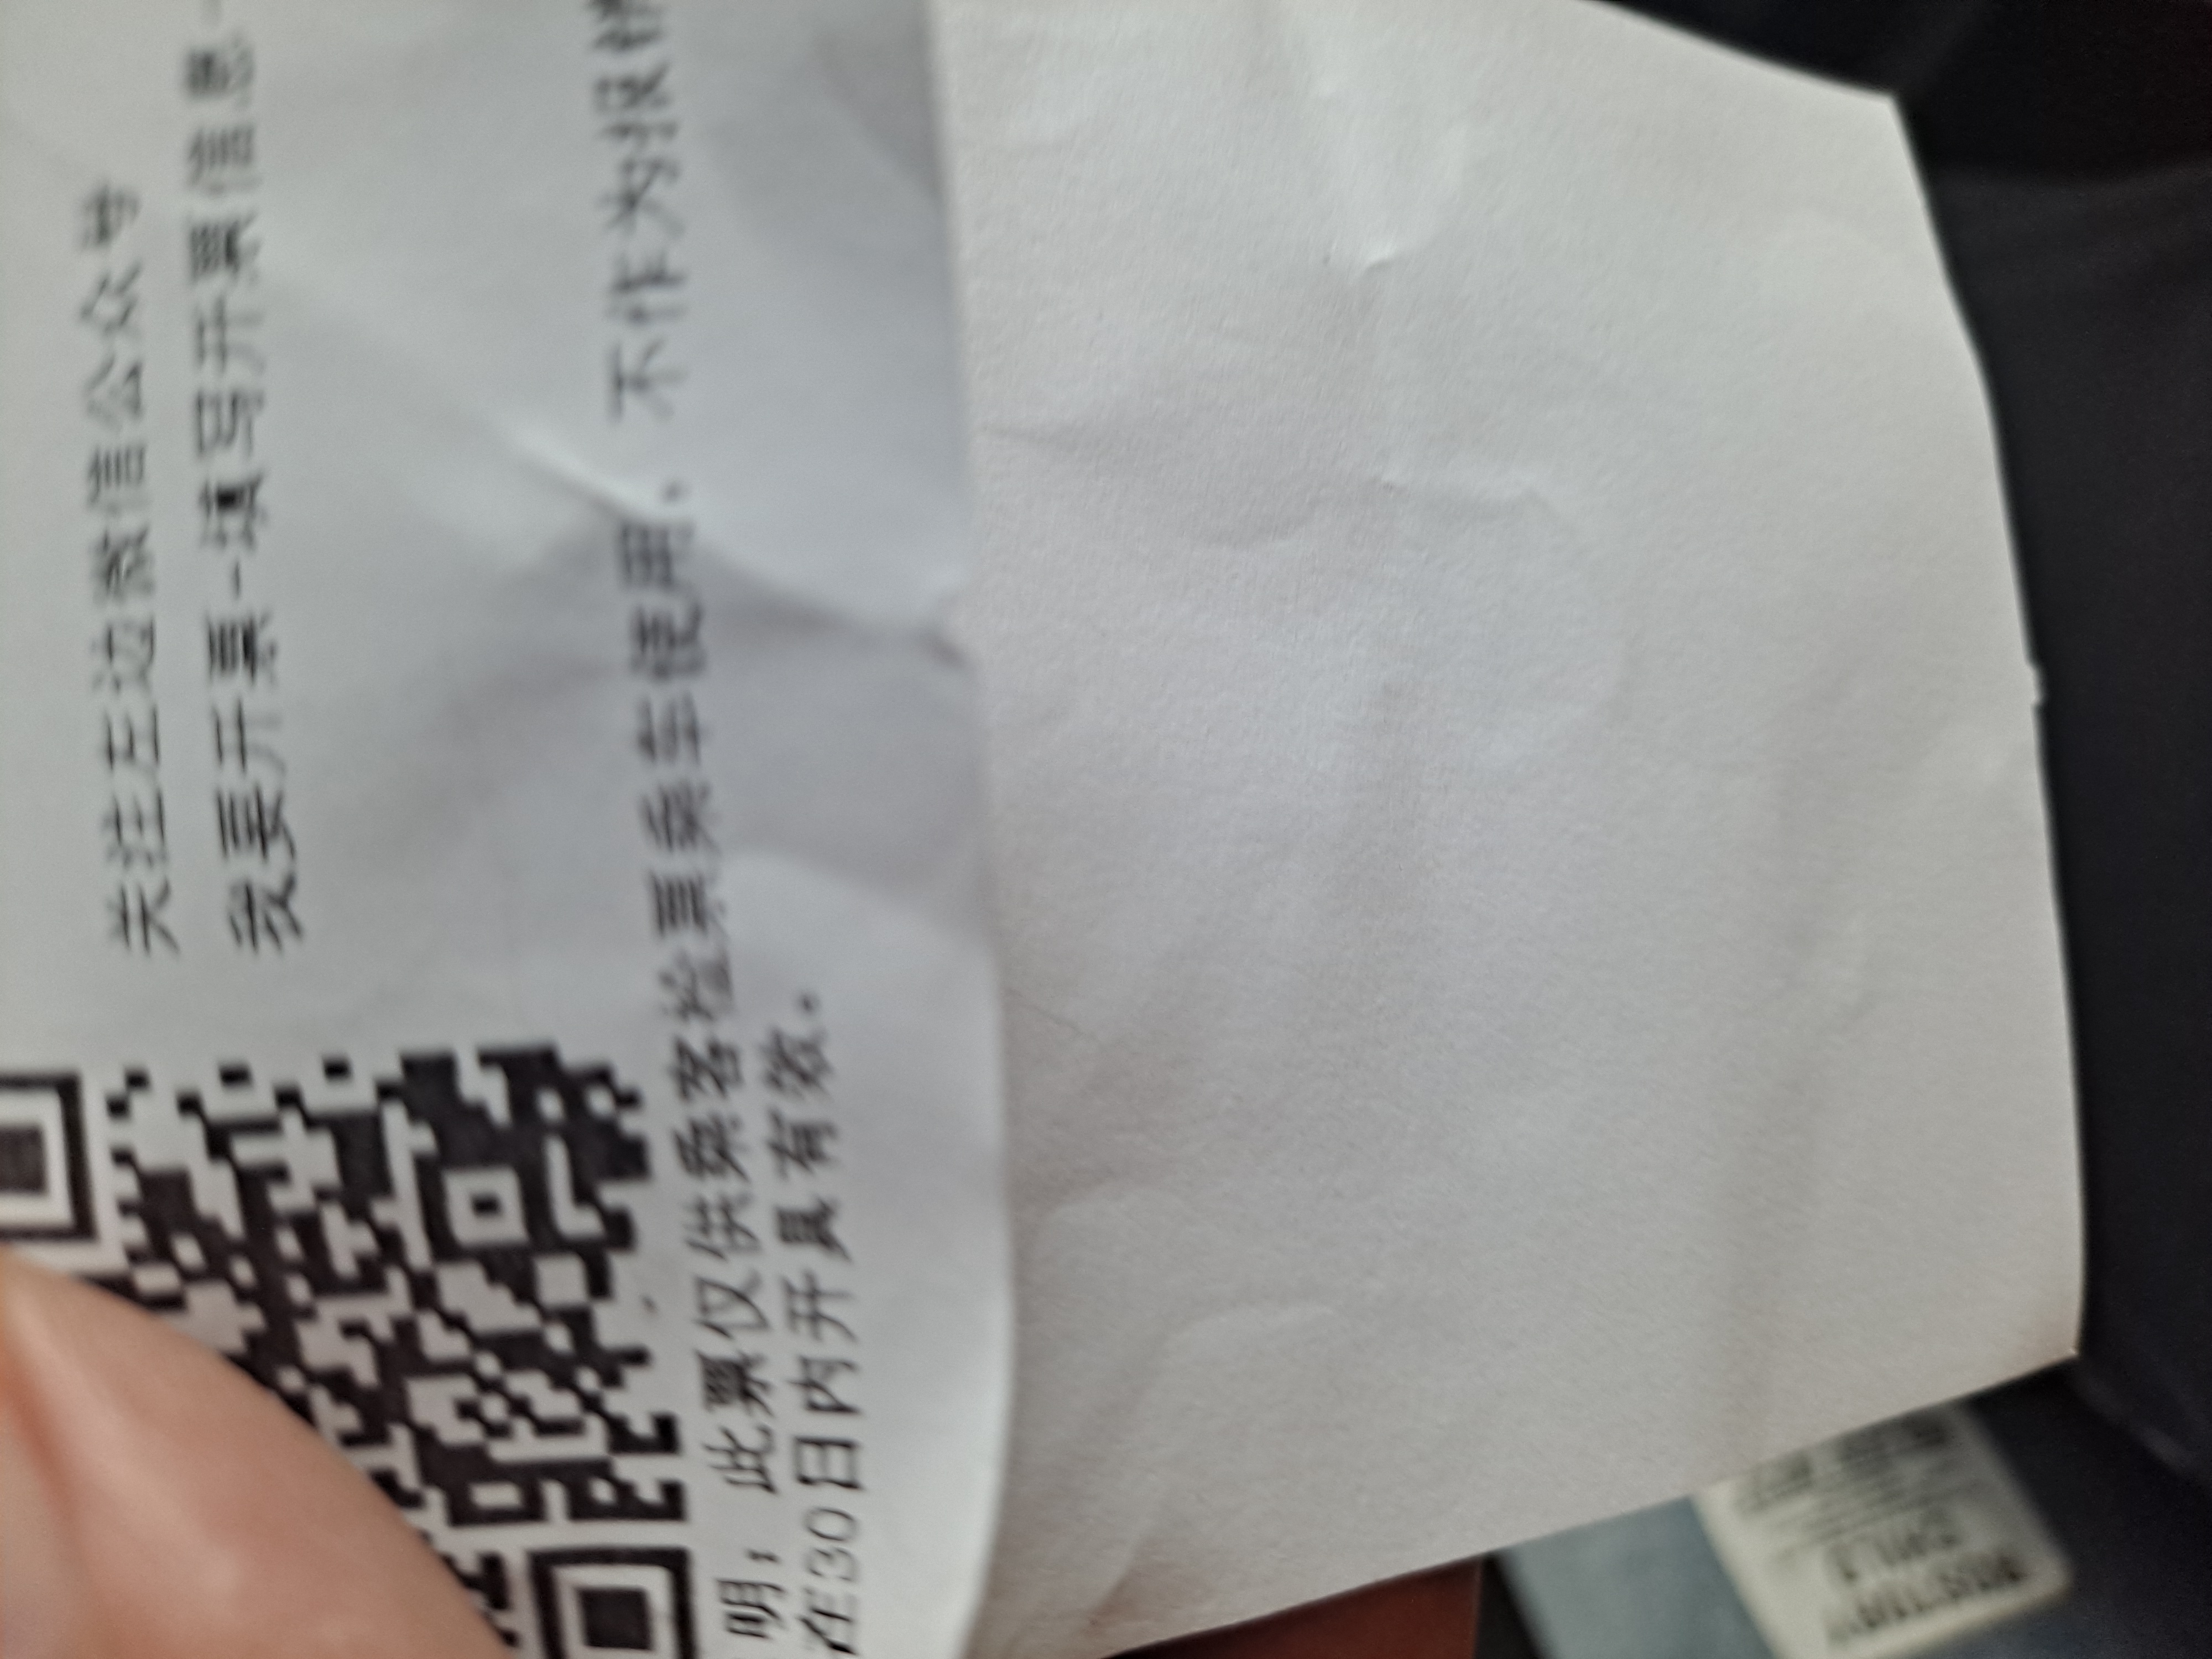 关注左边微信公众号
我要开票-填写开票信息-
明：此票仅供乘客检票乘车使用，不作为报销
在30日内开具有效。